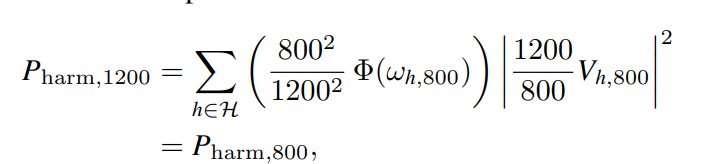 P_{harm,1200} = \sum_{h \in \mathcal{H}} \left( \frac{800^2}{1200^2} \Phi(\omega_{h,800}) \right) \left| \frac{1200}{800} V_{h,800} \right|^2
= P_{harm,800},